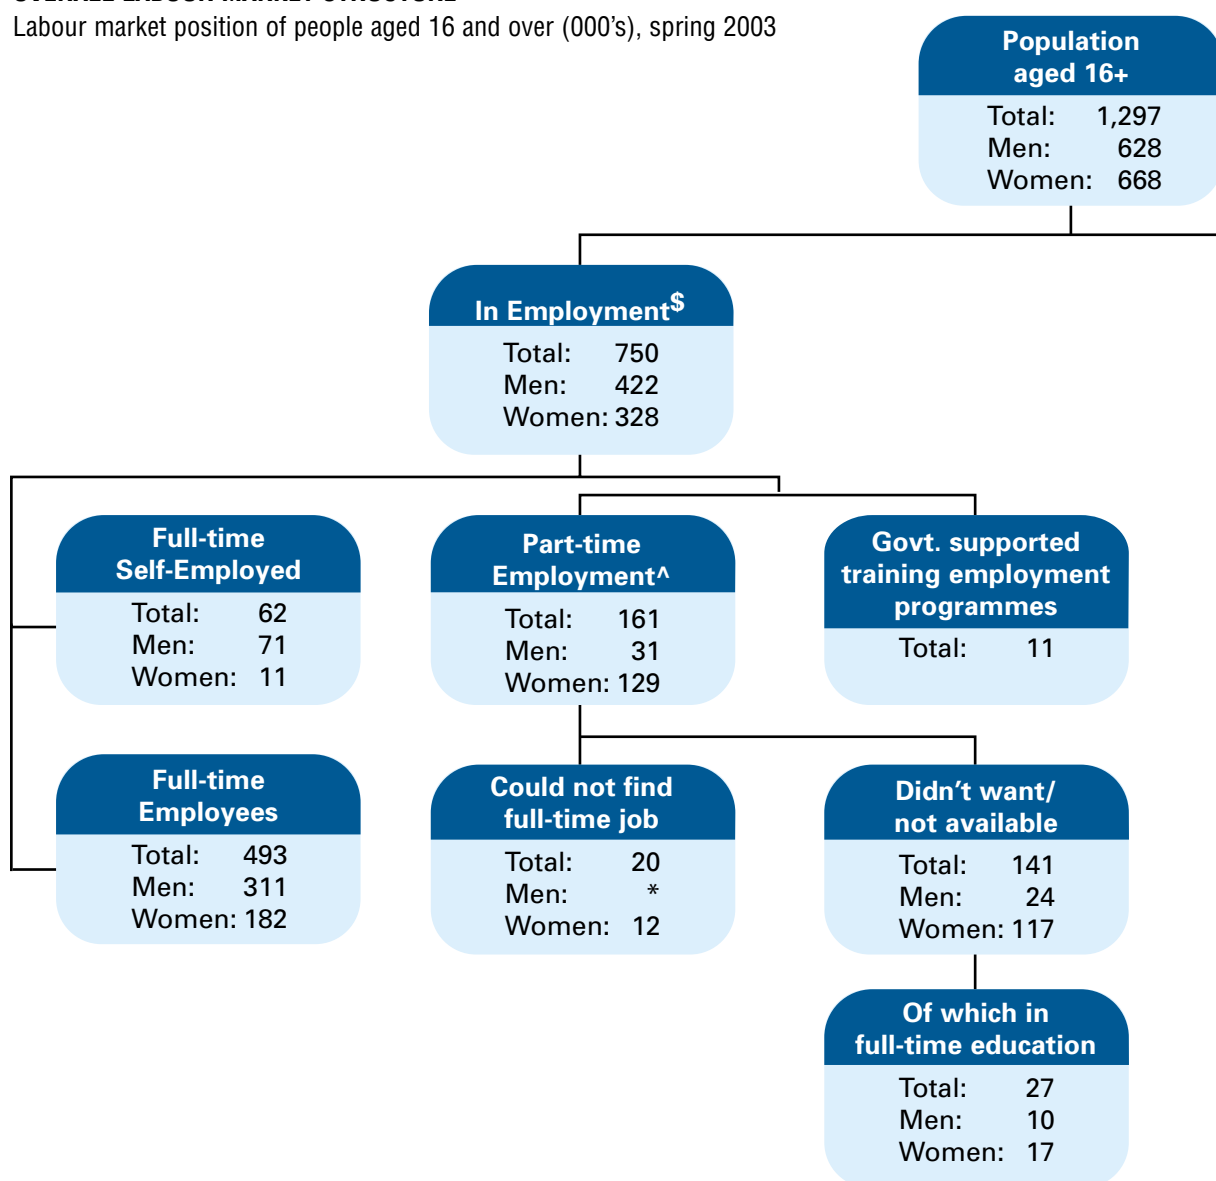 Labour market position of people aged 16 and over (000's), spring 2003
Population
aged 16+
Total: 1,297
Men: 628
Women: 668
In Employment$
Total: 750
Men: 422
Women: 328
Full-time
Self-Employed
Total: 62
Men: 71
Women: 11
Part-time
Employment^
Total: 161
Men: 31
Women: 129
Govt. supported
training employment
programmes
Total: 11
Full-time
Employees
Total: 493
Men: 311
Women: 182
Could not find
full-time job
Total: 20
Men: *
Women: 12
Didn't want/
not available
Total: 141
Men: 24
Women: 117
Of which in
full-time education
Total: 27
Men: 10
Women: 17